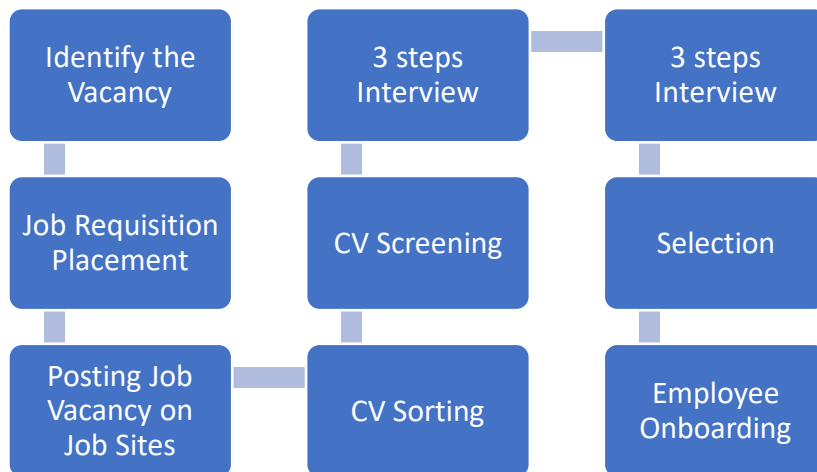 Identify the
Vacancy
Job Requisition
Placement
Posting Job
Vacancy on
Job Sites
CV Sorting
CV Screening
3 steps
Interview
3 steps
Interview
Selection
Employee
Onboarding